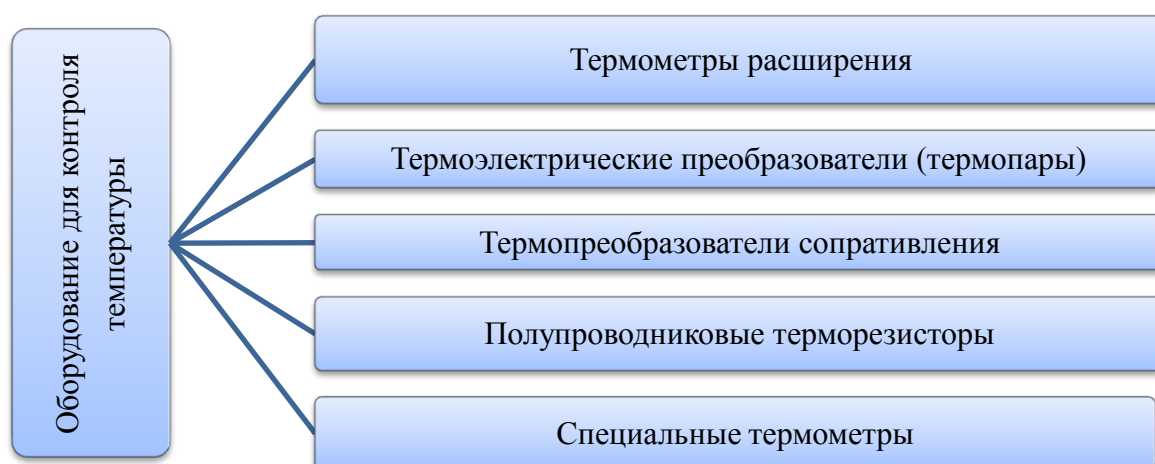 Оборудование для контроля
температуры
Термометры расширения
Термоэлектрические преобразователи (термопары)
Термопреобразователи сопративления
Полупроводниковые терморезисторы
Специальные термометры